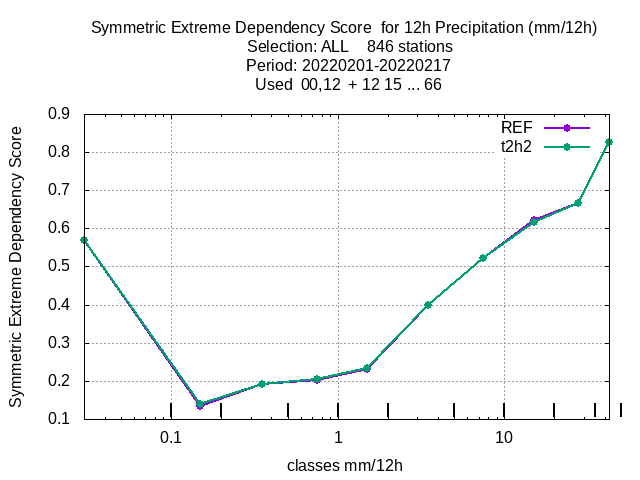 Symmetric Extreme Dependency Score  for 12h Precipitation (mm/12h)
Selection: ALL    846 stations
Period: 20220201-20220217
Used  00,12  + 12 15 ... 66
REF
t2h2
Symmetric Extreme Dependency Score
0.9
0.8
0.7
0.6
0.5
0.4
0.3
0.2
0.1
0.1 1 10
classes mm/12h